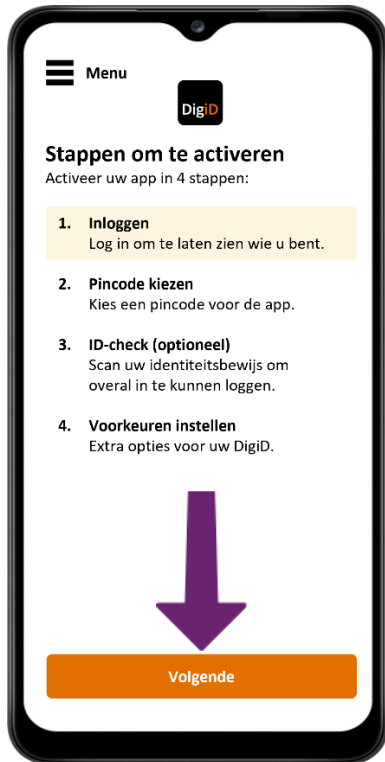 Menu
DigiD
Stappen om te activeren
Activeer uw app in 4 stappen:
1. Inloggen
Log in om te laten zien wie u bent.
2. Pincode kiezen
Kies een pincode voor de app.
3. ID-check (optioneel)
Scan uw identiteitsbewijs om
overal in te kunnen loggen.
4. Voorkeuren instellen
Extra opties voor uw DigiD.
Volgende